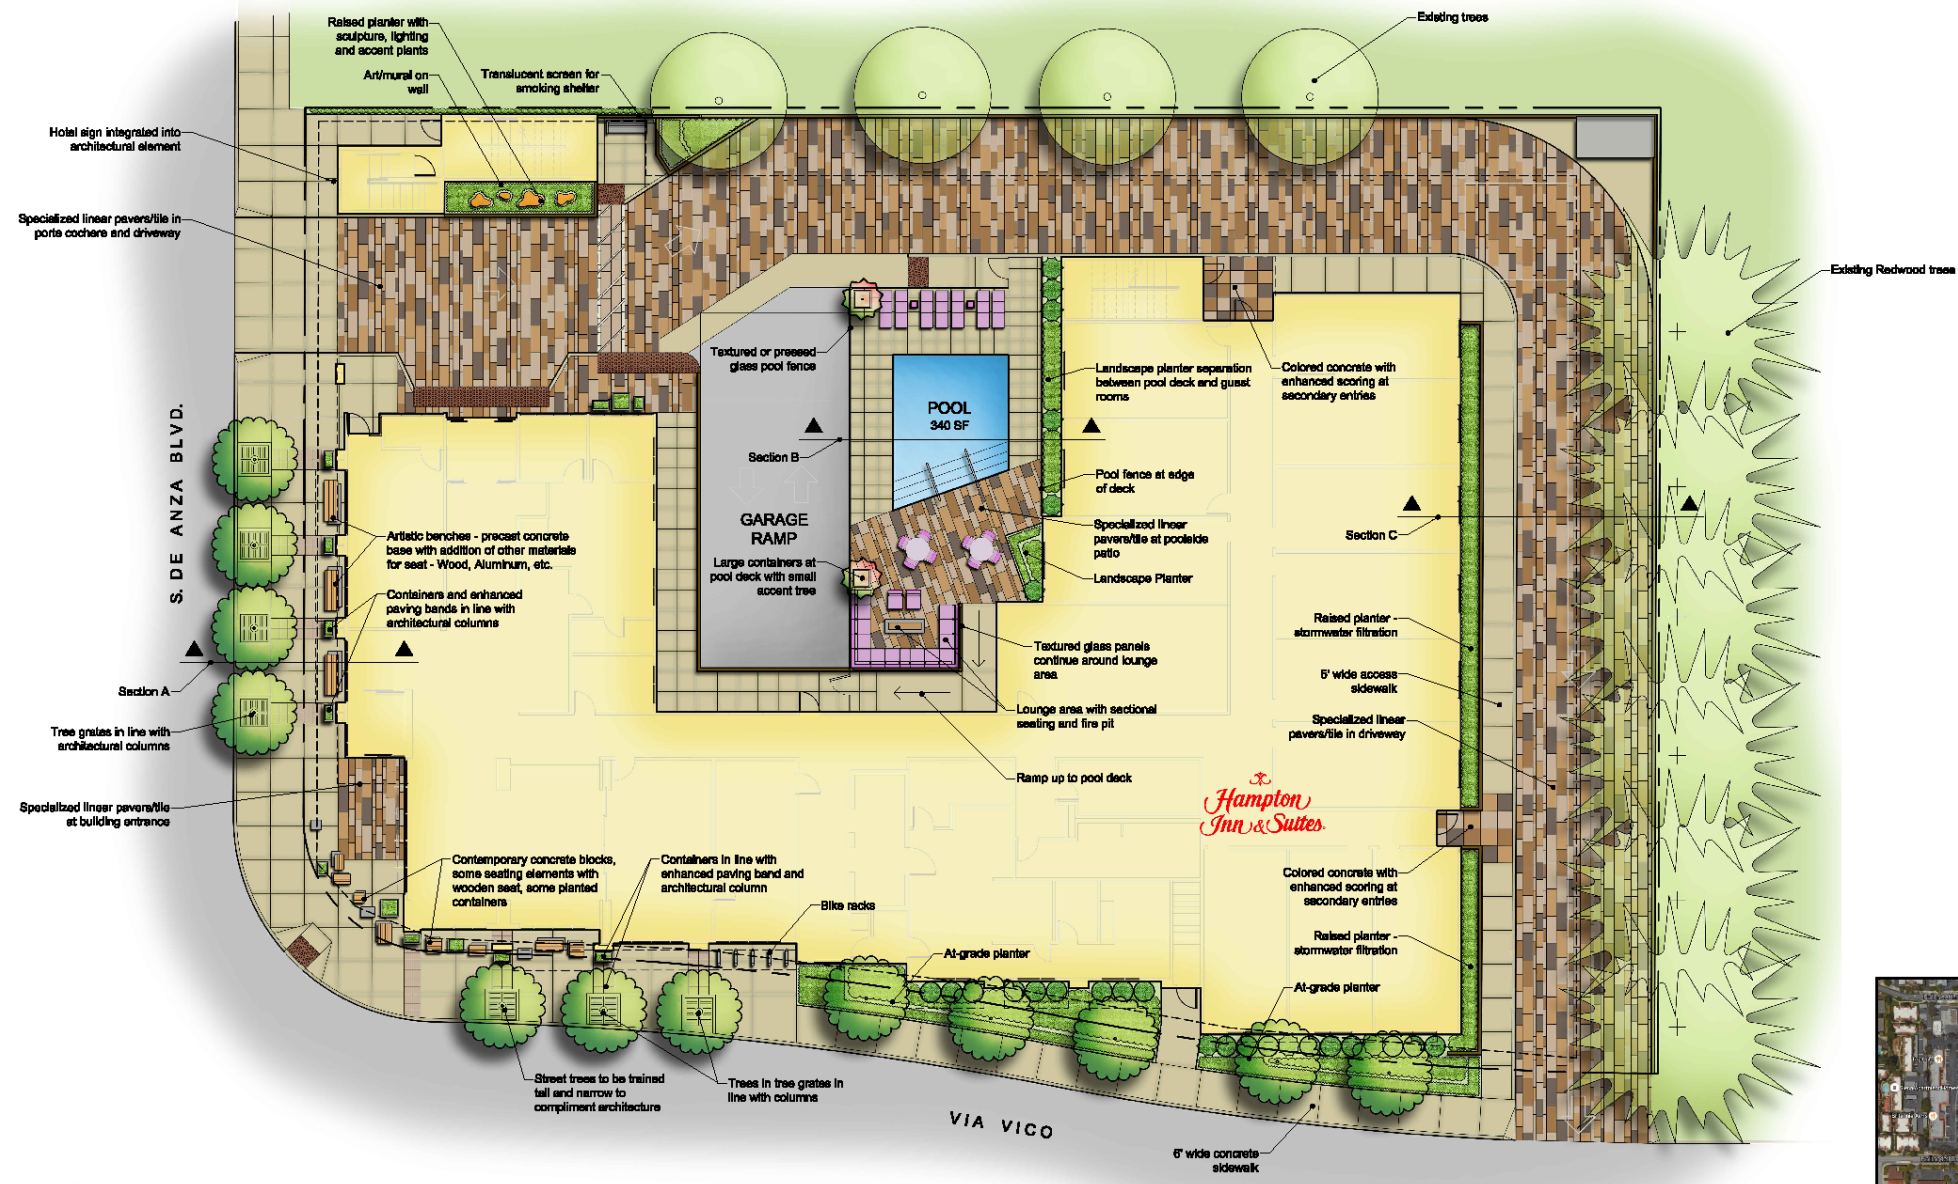 Raised planter with
sculpture, lighting
and accent plants
Art/mural on
wall
Translucent screen for
smoking shelter
Existing trees
Hotel sign integrated into
architectural element
Specialized linear pavers/tile in
porte cochere and driveway
Existing Redwood trees
Textured or pressed
glass pool fence
Landscape planter separation
between pool deck and guest
rooms
Colored concrete with
enhanced scoring at
secondary entries
POOL
340 SF
Section B
Pool fence at edge
of deck
GARAGE
RAMP
Specialized linear
pavers/tile at poolside
patio
Section C
S. DE ANZA BLVD.
Artistic benches - precast concrete
base with addition of other materials
for seat - Wood, Aluminum, etc.
Large containers at
pool deck with small
accent tree
Landscape Planter
Containers and enhanced
paving bands in line with
architectural columns
Raised planter -
stormwater filtration
Textured glass panels
continue around lounge
area
5' wide access
sidewalk
Section A
Lounge area with sectional
seating and fire pit
Specialized linear
pavers/tile in driveway
Tree grates in line with
architectural columns
Ramp up to pool deck
Hampton
Inn & Suites
Specialized linear pavers/tile
at building entrance
Contemporary concrete blocks,
some seating elements with
wooden seat, some planted
containers
Containers in line with
enhanced paving band and
architectural column
Colored concrete with
enhanced scoring at
secondary entries
Bike racks
Raised planter -
stormwater filtration
At-grade planter
At-grade planter
Street trees to be trained
tall and narrow to
compliment architecture
Trees in tree grates in
line with columns
VIA VICO
6' wide concrete
sidewalk